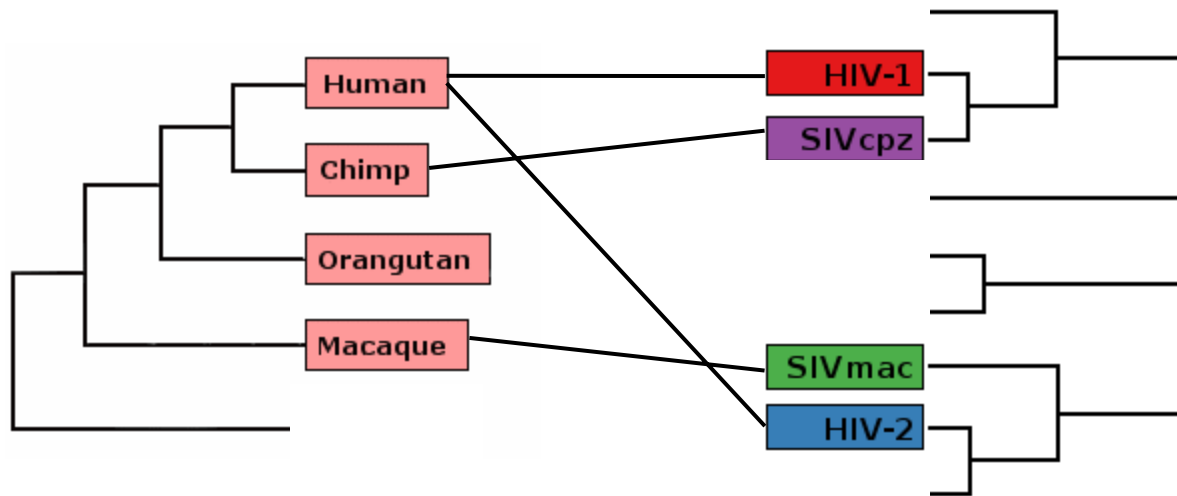 Human
Chimp
Orangutan
Macaque
HIV-1
SIVcpz
SIVmac
HIV-2